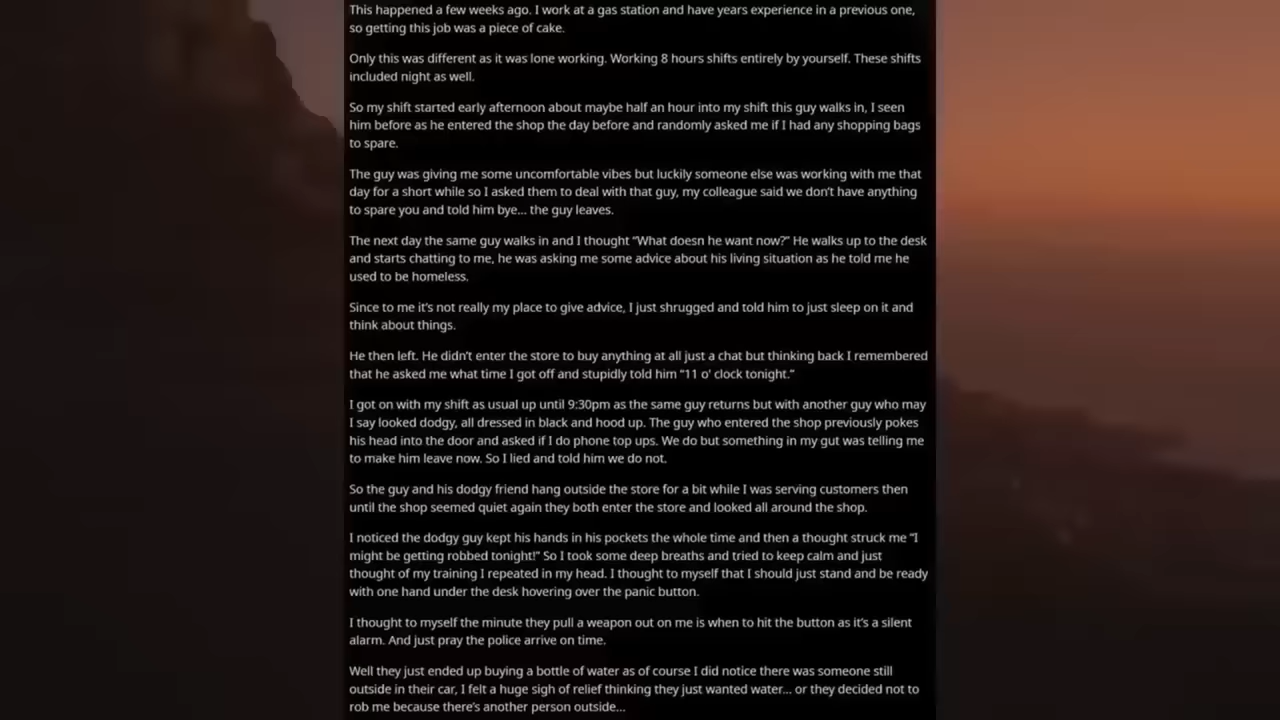 This happened a few weeks ago. I work at a gas station and have years experience in a previous one,
so getting this job was a piece of cake.
Only this was different as it was lone working. Working 8 hours shifts entirely by yourself. These shifts
included night as well.
So my shift started early afternoon about maybe half an hour into my shift this guy walks in, I seen
him before as he entered the shop the day before and randomly asked me if I had any shopping bags
to spare.
The guy was giving me some uncomfortable vibes but luckily someone else was working with me that
day for a short while so I asked them to deal with that guy, my colleague said we don't have anything
to spare you and told him bye... the guy leaves.
The next day the same guy walks in and I thought “What doesn he want now?” He walks up to the desk
and starts chatting to me, he was asking me some advice about his living situation as he told me he
used to be homeless.
Since to me it's not really my place to give advice, I just shrugged and told him to just sleep on it and
think about things.
He then left. He didn't enter the store to buy anything at all just a chat but thinking back I remembered
that he asked me what time I got off and stupidly told him “11 o' clock tonight.”
I got on with my shift as usual up until 9:30pm as the same guy returns but with another guy who may
I say looked dodgy, all dressed in black and hood up. The guy who entered the shop previously pokes
his head into the door and asked if I do phone top ups. We do but something in my gut was telling me
to make him leave now. So I lied and told him we do not.
So the guy and his dodgy friend hang outside the store for a bit while I was serving customers then
until the shop seemed quiet again they both enter the store and looked all around the shop.
I noticed the dodgy guy kept his hands in his pockets the whole time and then a thought struck me “I
might be getting robbed tonight!” So I took some deep breaths and tried to keep calm and just
thought of my training I repeated in my head. I thought to myself that I should just stand and be ready
with one hand under the desk hovering over the panic button.
I thought to myself the minute they pull a weapon out on me is when to hit the button as it's a silent
alarm. And just pray the police arrive on time.
Well they just ended up buying a bottle of water as of course I did notice there was someone still
outside in their car, I felt a huge sigh of relief thinking they just wanted water... or they decided not to
rob me because there's another person outside...